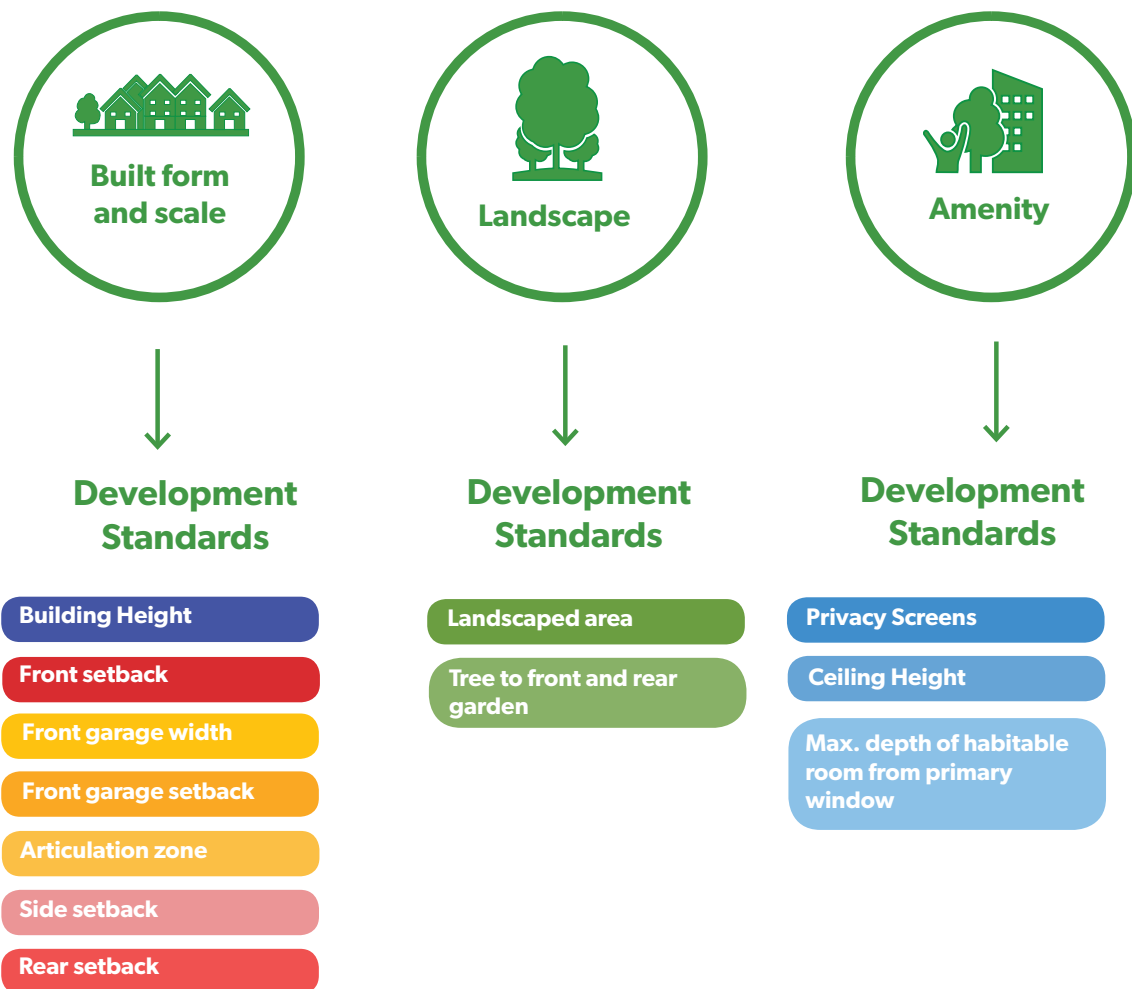 Built form
and scale
Landscape
Amenity
Development
Standards
Development
Standards
Development
Standards
Building Height
Front setback
Front garage width
Front garage setback
Articulation zone
Side setback
Rear setback
Landscaped area
Tree to front and rear
garden
Privacy Screens
Ceiling Height
Max. depth of habitable
room from primary
window